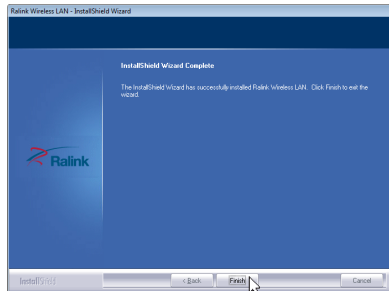 Ralink Wireless LAN - InstallShield Wizard
InstallShield Wizard Complete
The InstallShield Wizard has successfully installed Ralink Wireless LAN. Click Finish to exit the
wizard.
Ralink
InstallShield
< Back
Finish
Cancel